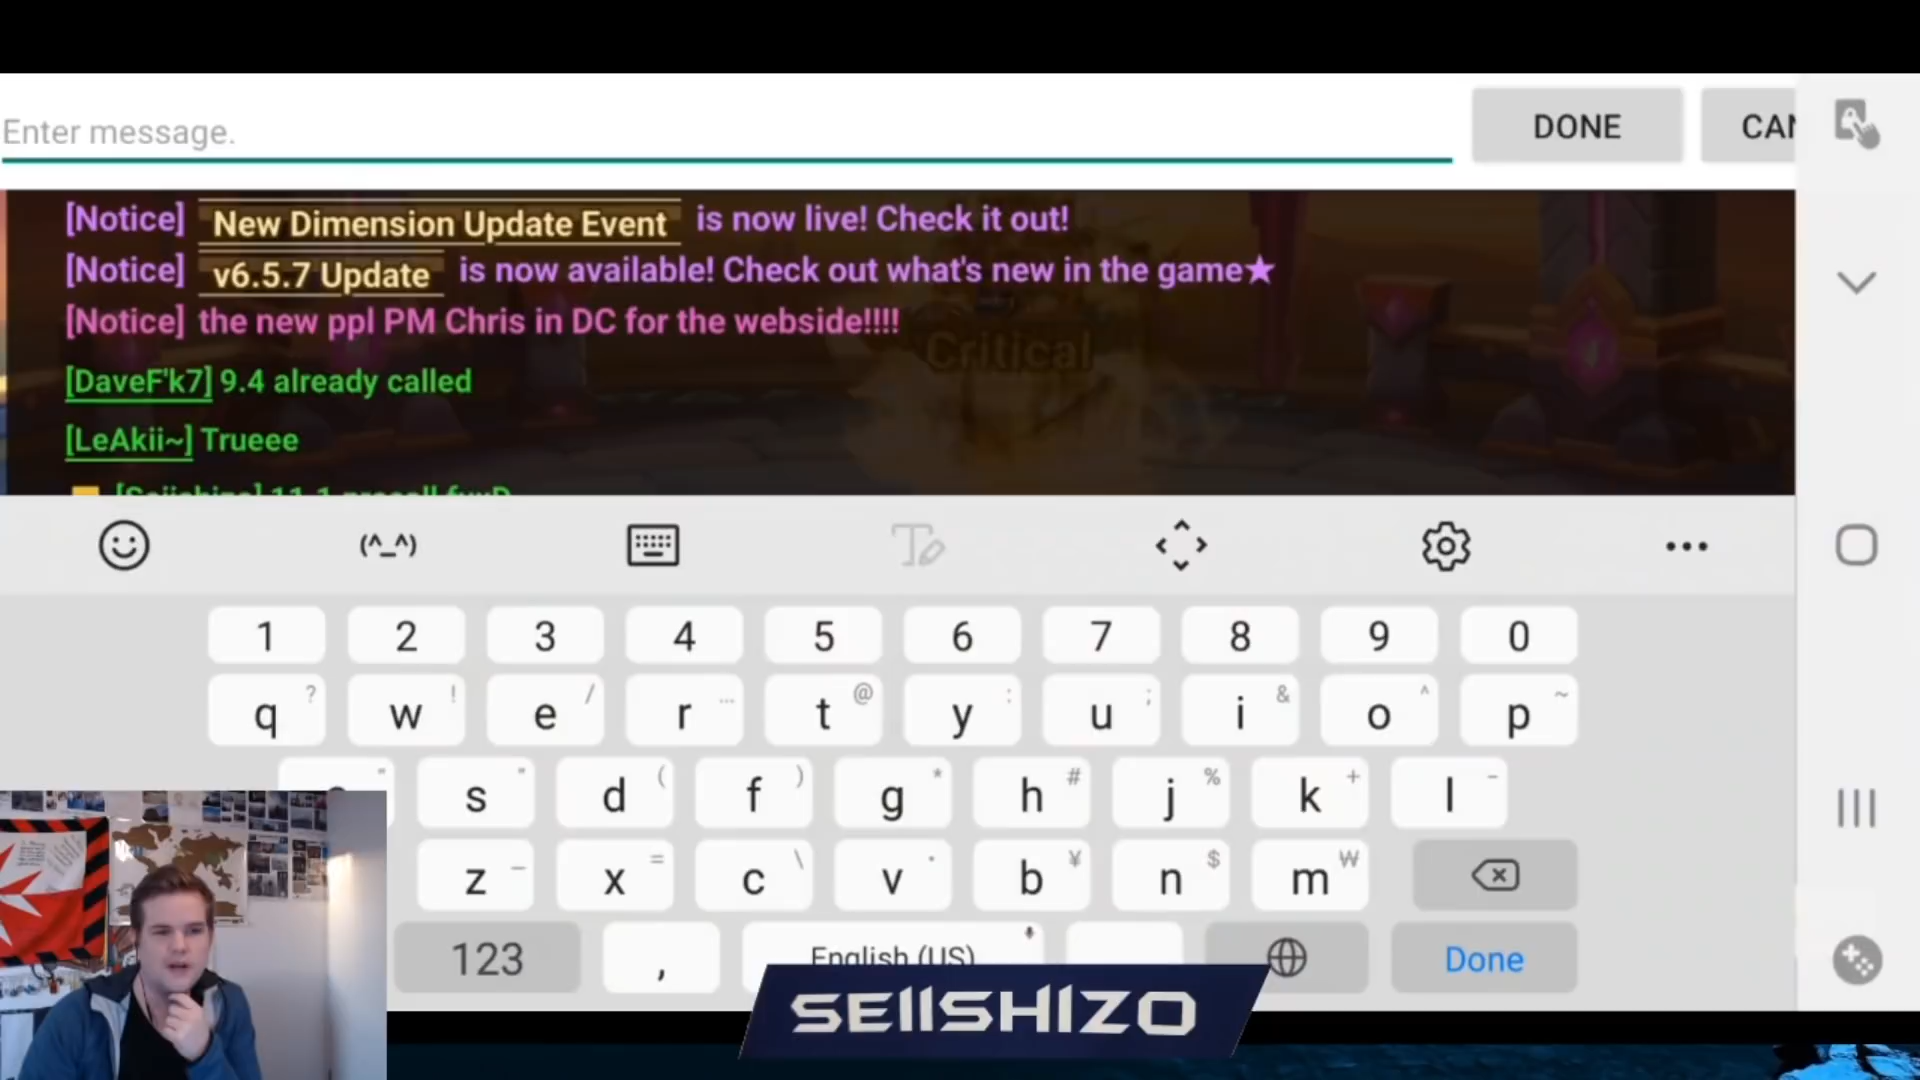 Enter message.
DONE
CAN
[Notice] New Dimension Update Event is now live! Check it out!
[Notice] v6.5.7 Update is now available! Check out what's new in the game★
[Notice] the new ppl PM Chris in DC for the webside!!!!
Critical
[DaveF'k7] 9.4 already called
[LeAkii~] Trueee
(^_^)
1 2 3 4 5 6 7 8 9 0
q ? w ! e / r ... t @ y : u ; i & o ^ p ~
s " d ( f ) g * h # j % k + l -
z _ x = c \ v · b ¥ n $ m ₩
123 , English (US) Done
SEIISHIZO